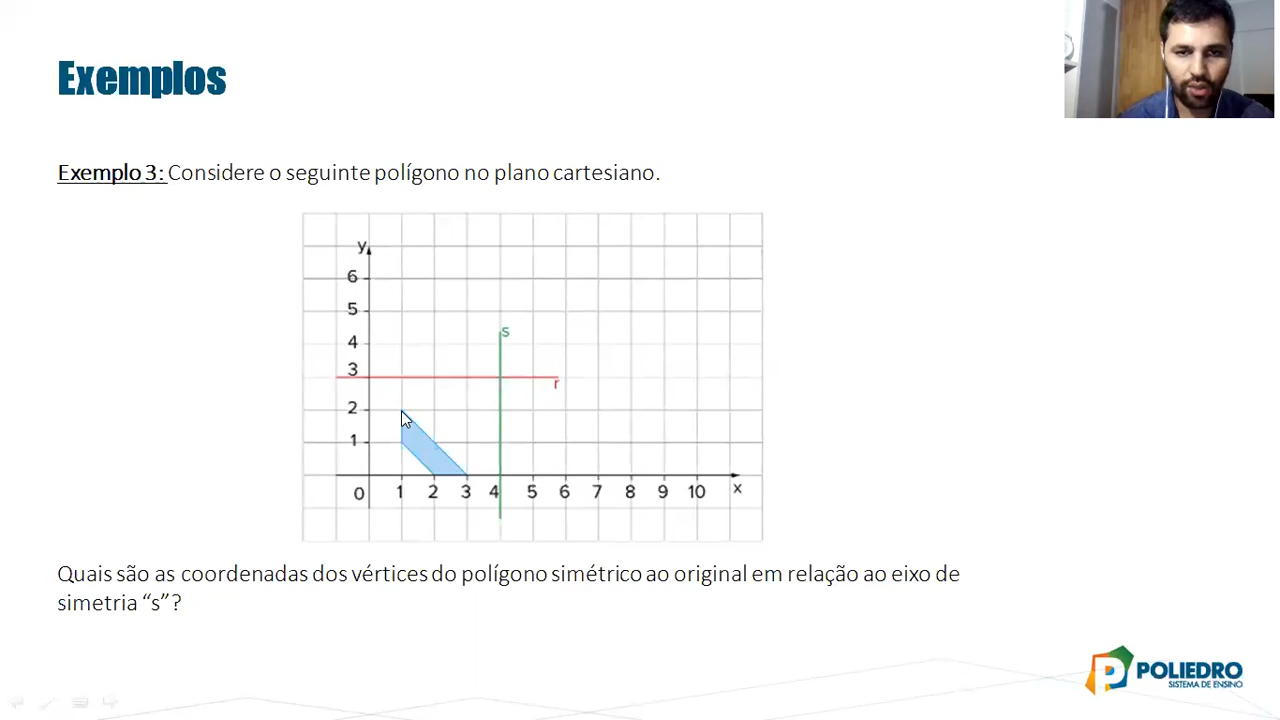 Exemplos
Exemplo 3: Considere o seguinte polígono no plano cartesiano.
y
6
5
4
s
3
r
2
1
0 1 2 3 4 5 6 7 8 9 10 x
Quais são as coordenadas dos vértices do polígono simétrico ao original em relação ao eixo de
simetria “s”?
POLIEDRO
SISTEMA DE ENSINO